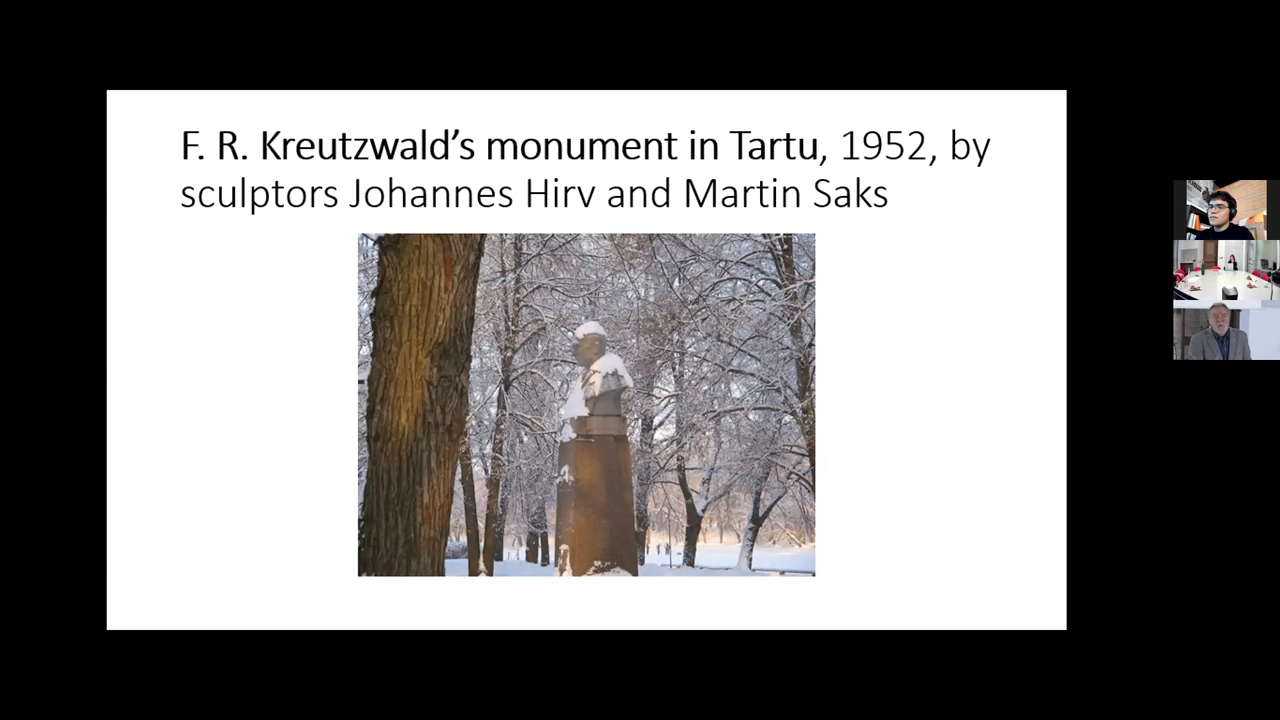 F. R. Kreutzwald’s monument in Tartu, 1952, by
sculptors Johannes Hirv and Martin Saks